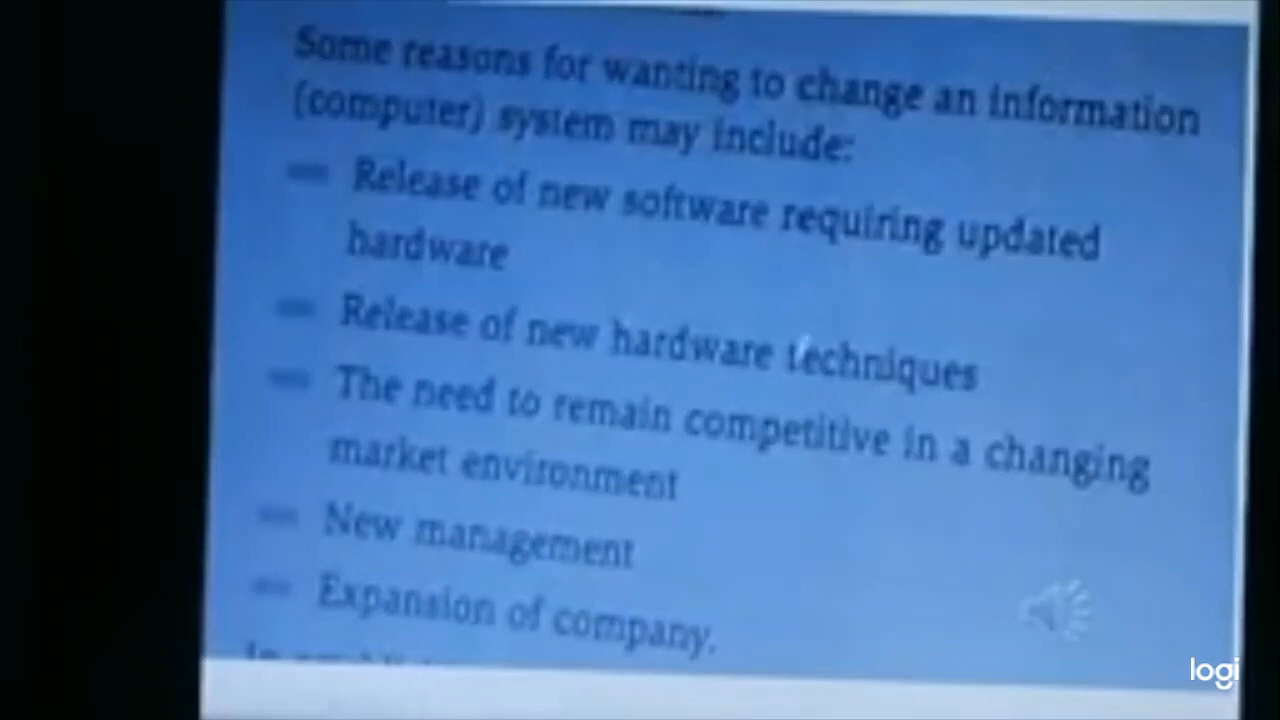 Some reasons for wanting to change an information
(computer) system may include:
Release of new software requiring updated
hardware
Release of new hardware techniques
The need to remain competitive in a changing
market environment
New management
Expansion of company.
In
logi